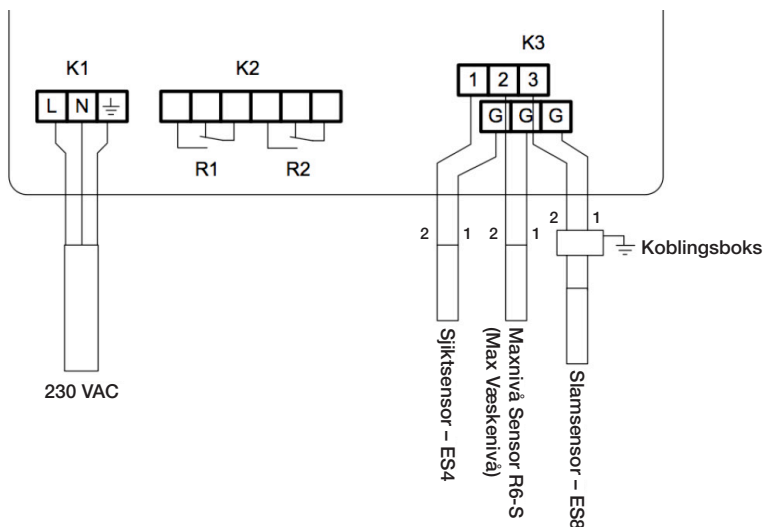 K1
K2
K3
L N
1 2 3
G G G
R1
R2
2 1
2 1
2 1
Koblingsboks
230 VAC
Sjiktsensor – ES4
Maxnivå Sensor R6-S
(Max Væskenivå)
Slamsensor – ES8